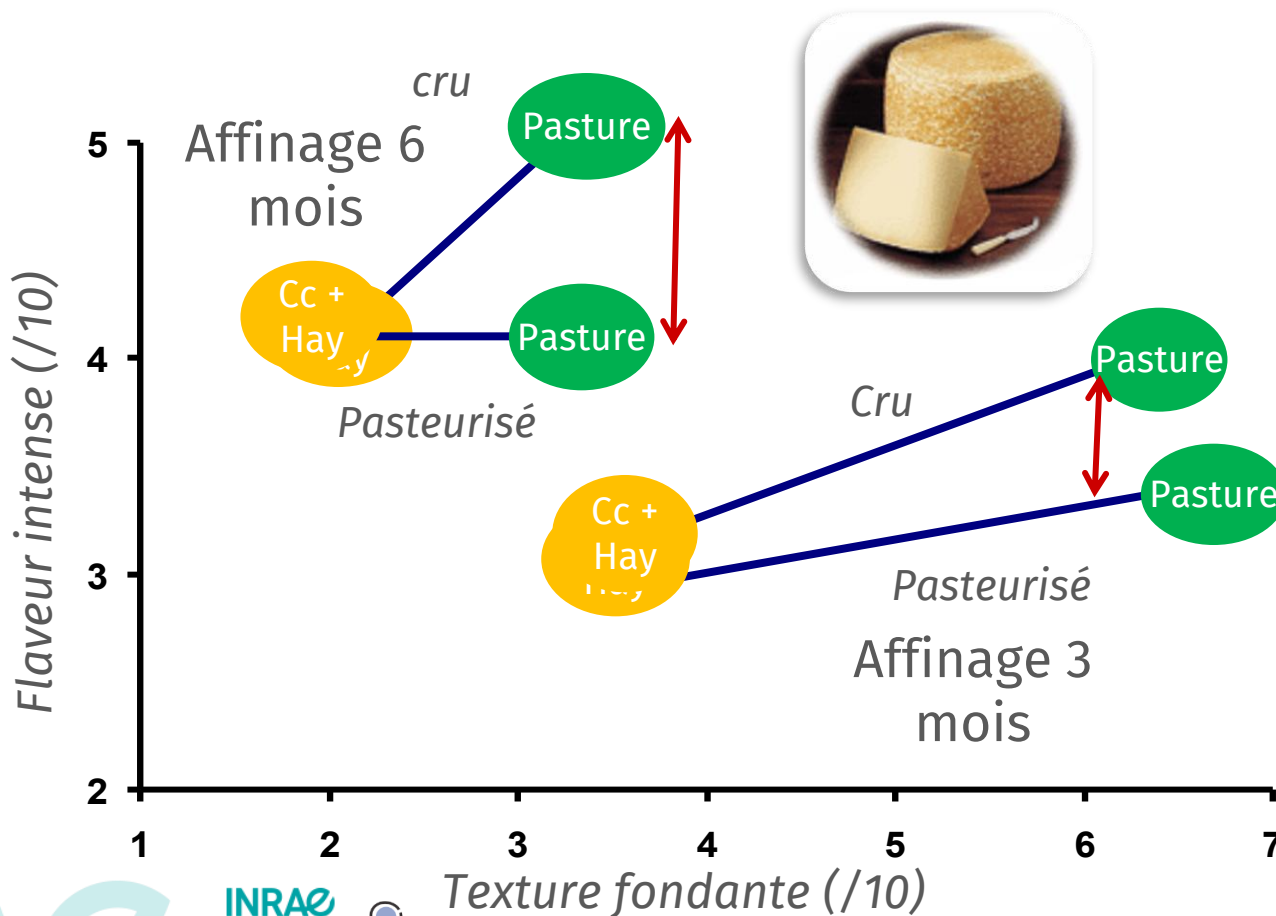 cru
Affinage 6
mois
Pasture
5
Cc +
Hay
Pasture
4
Pasteurisé
Flaveur intense (/10)
Cru
Pasture
Pasture
Cc +
Hay
Hay
3
Pasteurisé
Affinage 3
mois
2
1 2 3 4 5 6 7
Texture fondante (/10)
INRAE